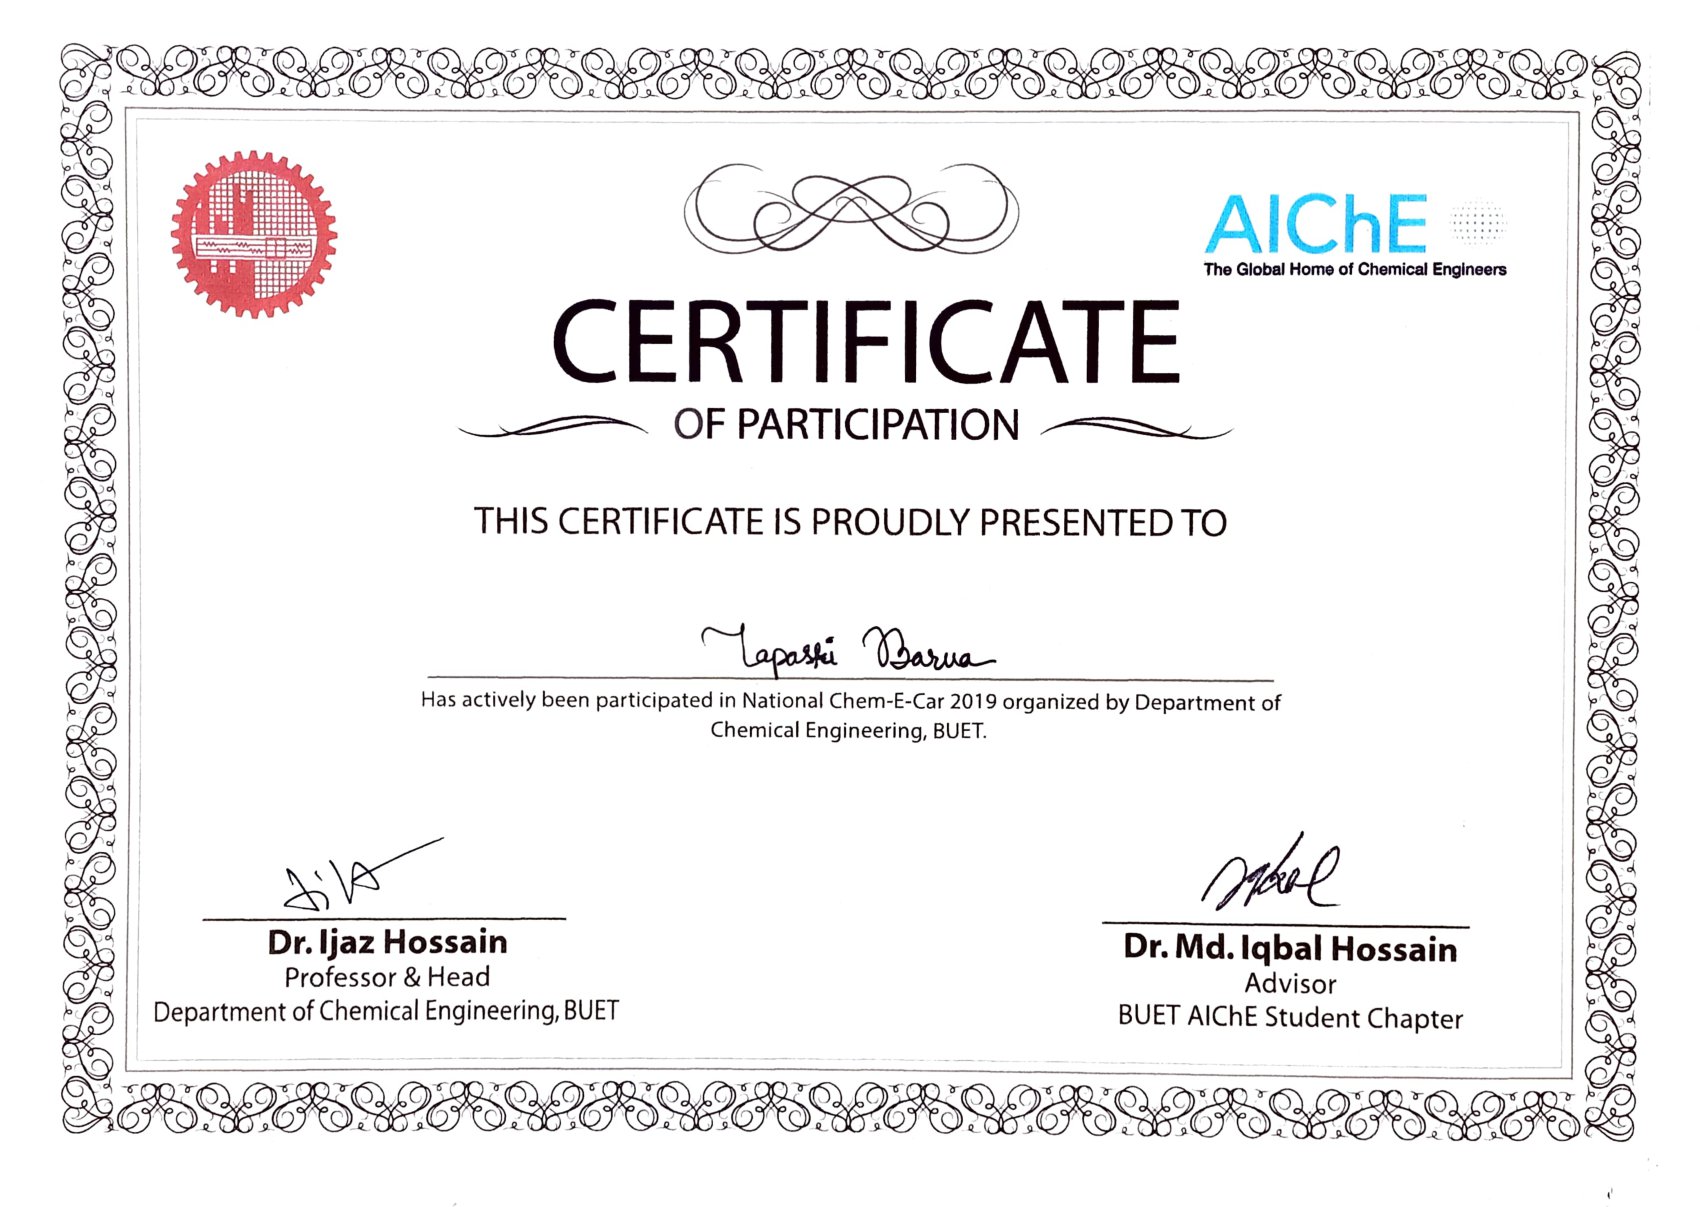 AIChE
The Global Home of Chemical Engineers
CERTIFICATE
OF PARTICIPATION
THIS CERTIFICATE IS PROUDLY PRESENTED TO
Tapashi Barua
Has actively been participated in National Chem-E-Car 2019 organized by Department of
Chemical Engineering, BUET.
Iqbal
Dr. Ijaz Hossain
Professor & Head
Department of Chemical Engineering, BUET
Dr. Md. Iqbal Hossain
Advisor
BUET AIChE Student Chapter